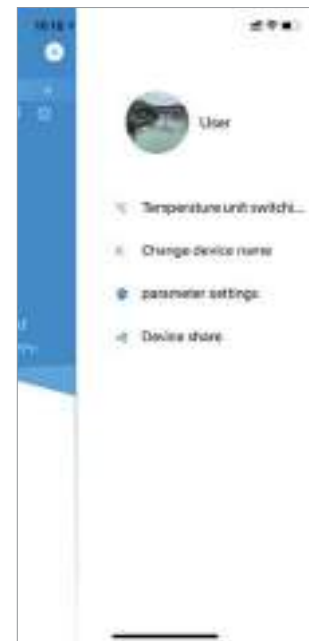 User
Temperature unit switchi...
Change device name
parameter settings
Device share